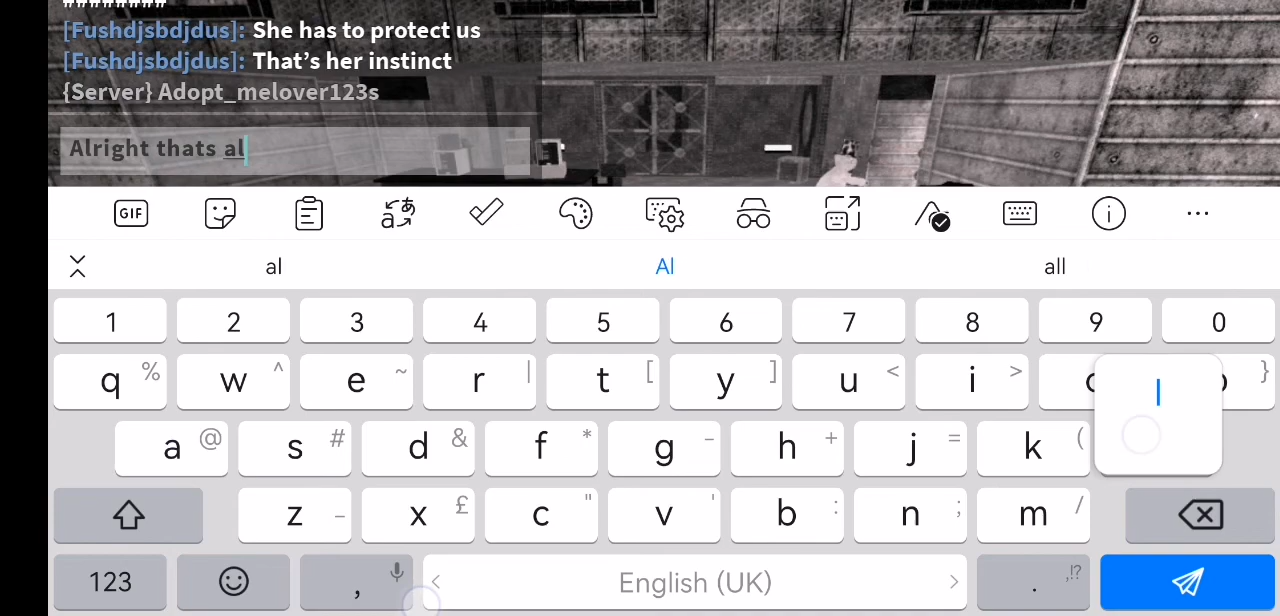 ########
[Fushdjsbdjdus]: She has to protect us
[Fushdjsbdjdus]: That’s her instinct
{Server} Adopt_melover123s
Alright thats al
GIF
al Al all
1 2 3 4 5 6 7 8 9 0
q % w ^ e ~ r | t [ y ] u < i > }
a @ s # d & f * g - h + j = k ( l
z _ x £ c " v ' b : n ; m /
123 , < English (UK) > . ,!?